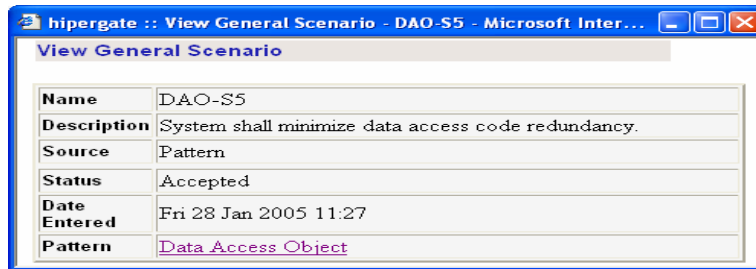 hipergate :: View General Scenario - DAO-S5 - Microsoft Inter...
View General Scenario
Name DAO-S5
Description System shall minimize data access code redundancy.
Source Pattern
Status Accepted
Date Entered Fri 28 Jan 2005 11:27
Pattern Data Access Object